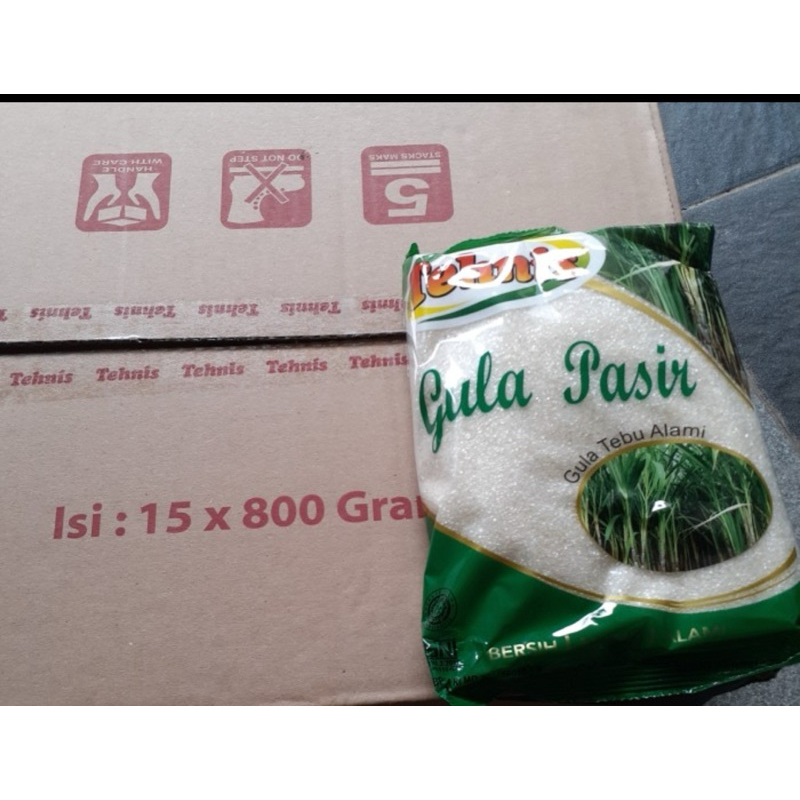 HANDLE
WITH CARE
DO NOT STEP
5
STACKS MAKS
Tehnis Tehnis Tehnis Tehnis Tehnis
Tehnis Tehnis Tehnis Tehnis Tehnis
Isi : 15 x 800 Gra
Tehnis
Gula Pasir
Gula Tebu Alami
BERSIH